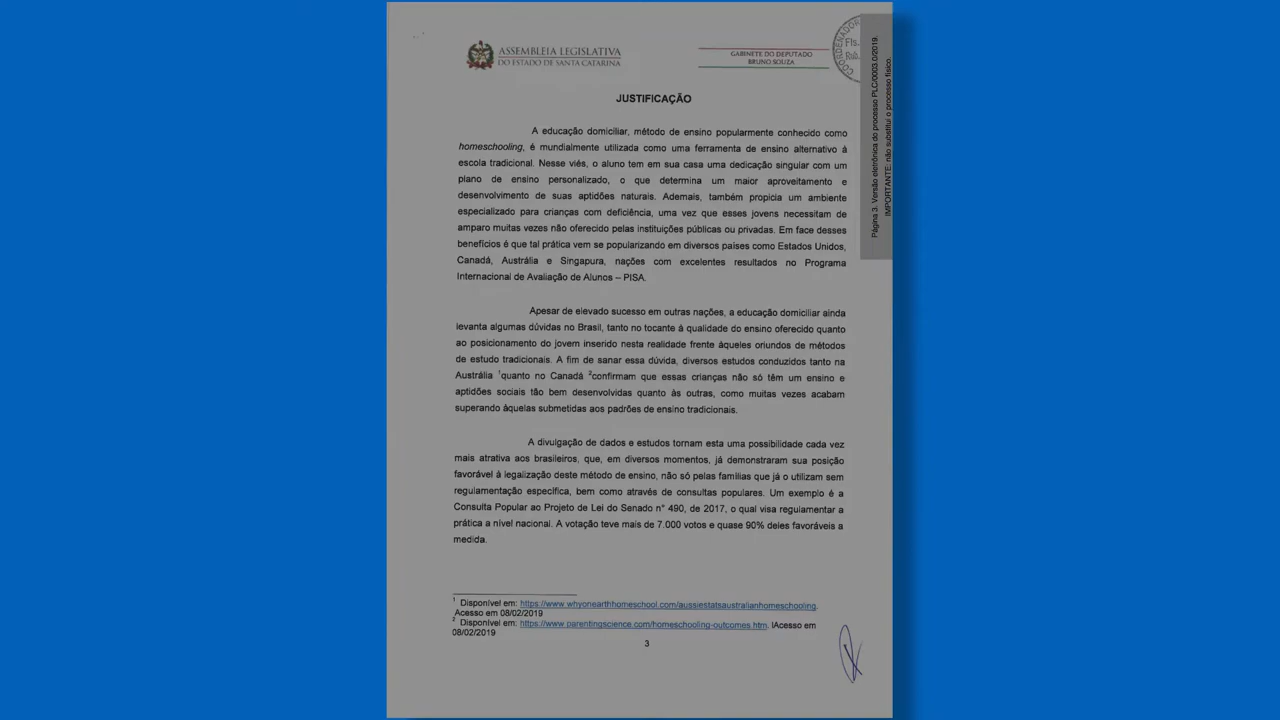 ASSEMBLEIA LEGISLATIVA
DO ESTADO DE SANTA CATARINA
GABINETE DO DEPUTADO
BRUNO SOUZA
COORDENADOR
Fls.
Rub.
Página 3. Versão eletrônica do processo PLC/0003.0/2019.
IMPORTANTE: não substitui o processo físico.
JUSTIFICAÇÃO
A educação domiciliar, método de ensino popularmente conhecido como
homeschooling, é mundialmente utilizada como uma ferramenta de ensino alternativo à
escola tradicional. Nesse viés, o aluno tem em sua casa uma dedicação singular com um
plano de ensino personalizado, o que determina um maior aproveitamento e
desenvolvimento de suas aptidões naturais. Ademais, também propicia um ambiente
especializado para crianças com deficiência, uma vez que esses jovens necessitam de
amparo muitas vezes não oferecido pelas instituições públicas ou privadas. Em face desses
benefícios é que tal prática vem se popularizando em diversos países como Estados Unidos,
Canadá, Austrália e Singapura, nações com excelentes resultados no Programa
Internacional de Avaliação de Alunos – PISA.
Apesar de elevado sucesso em outras nações, a educação domiciliar ainda
levanta algumas dúvidas no Brasil, tanto no tocante à qualidade do ensino oferecido quanto
ao posicionamento do jovem inserido nesta realidade frente àqueles oriundos de métodos
de estudo tradicionais. A fim de sanar essa dúvida, diversos estudos conduzidos tanto na
Austrália ¹quanto no Canadá ²confirmam que essas crianças não só têm um ensino e
aptidões sociais tão bem desenvolvidas quanto às outras, como muitas vezes acabam
superando àquelas submetidas aos padrões de ensino tradicionais.
A divulgação de dados e estudos tornam esta uma possibilidade cada vez
mais atrativa aos brasileiros, que, em diversos momentos, já demonstraram sua posição
favorável à legalização deste método de ensino, não só pelas famílias que já o utilizam sem
regulamentação específica, bem como através de consultas populares. Um exemplo é a
Consulta Popular ao Projeto de Lei do Senado n° 490, de 2017, o qual visa regulamentar a
prática a nível nacional. A votação teve mais de 7.000 votos e quase 90% deles favoráveis a
medida.
¹ Disponível em: https://www.whyonearthhomeschool.com/aussiestatsaustralianhomeschooling.
Acesso em 08/02/2019
² Disponível em: https://www.parentingscience.com/homeschooling-outcomes.htm. lAcesso em
08/02/2019
3